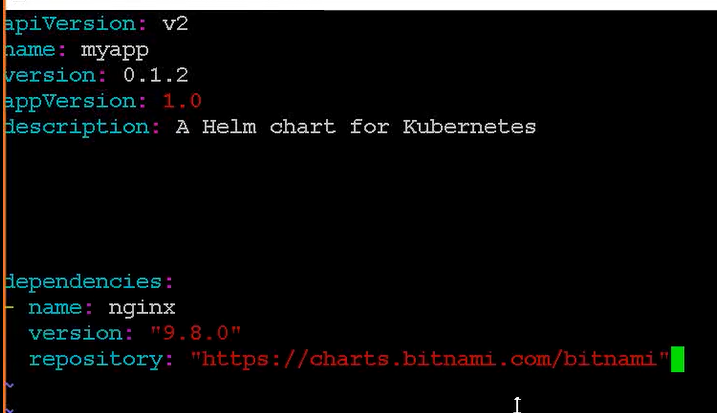 apiVersion: v2
name: myapp
version: 0.1.2
appVersion: 1.0
description: A Helm chart for Kubernetes
dependencies:
- name: nginx
version: "9.8.0"
repository: "https://charts.bitnami.com/bitnami"
~
~